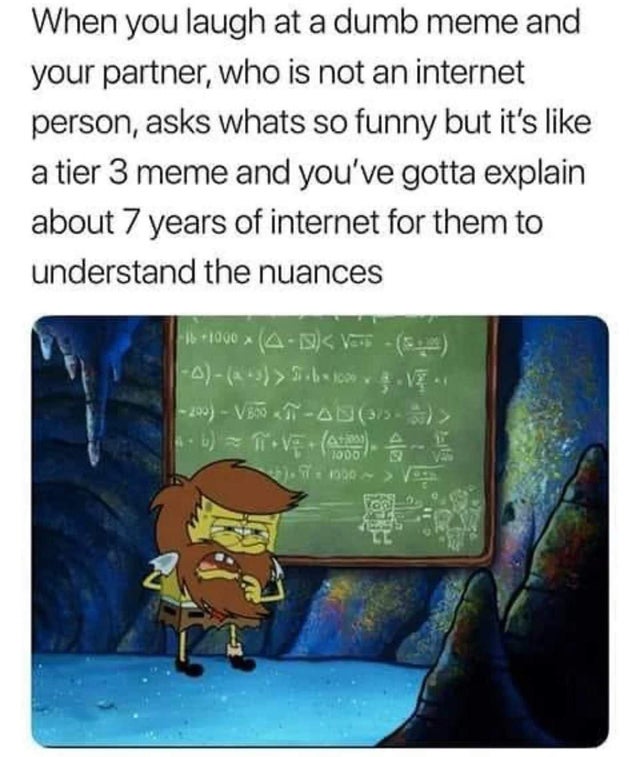 When you laugh at a dumb meme and
your partner, who is not an internet
person, asks whats so funny but it's like
a tier 3 meme and you've gotta explain
about 7 years of internet for them to
understand the nuances